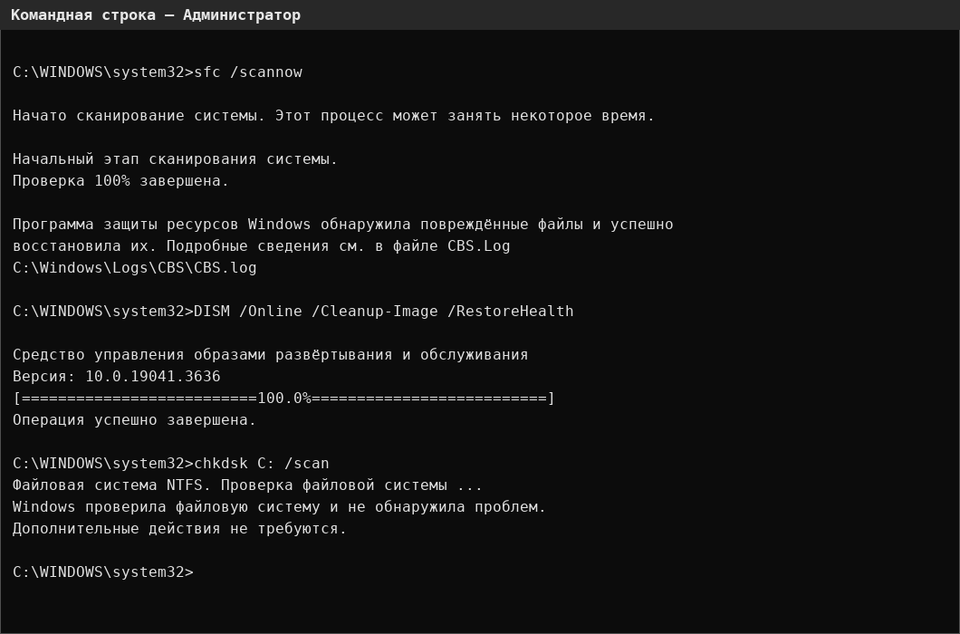 Командная строка — Администратор
C:\WINDOWS\system32>sfc /scannow
Начато сканирование системы. Этот процесс может занять некоторое время.
Начальный этап сканирования системы.
Проверка 100% завершена.
Программа защиты ресурсов Windows обнаружила повреждённые файлы и успешно
восстановила их. Подробные сведения см. в файле CBS.Log
C:\Windows\Logs\CBS\CBS.log
C:\WINDOWS\system32>DISM /Online /Cleanup-Image /RestoreHealth
Средство управления образами развёртывания и обслуживания
Версия: 10.0.19041.3636
[==========================100.0%==========================]
Операция успешно завершена.
C:\WINDOWS\system32>chkdsk C: /scan
Файловая система NTFS. Проверка файловой системы ...
Windows проверила файловую систему и не обнаружила проблем.
Дополнительные действия не требуются.
C:\WINDOWS\system32>